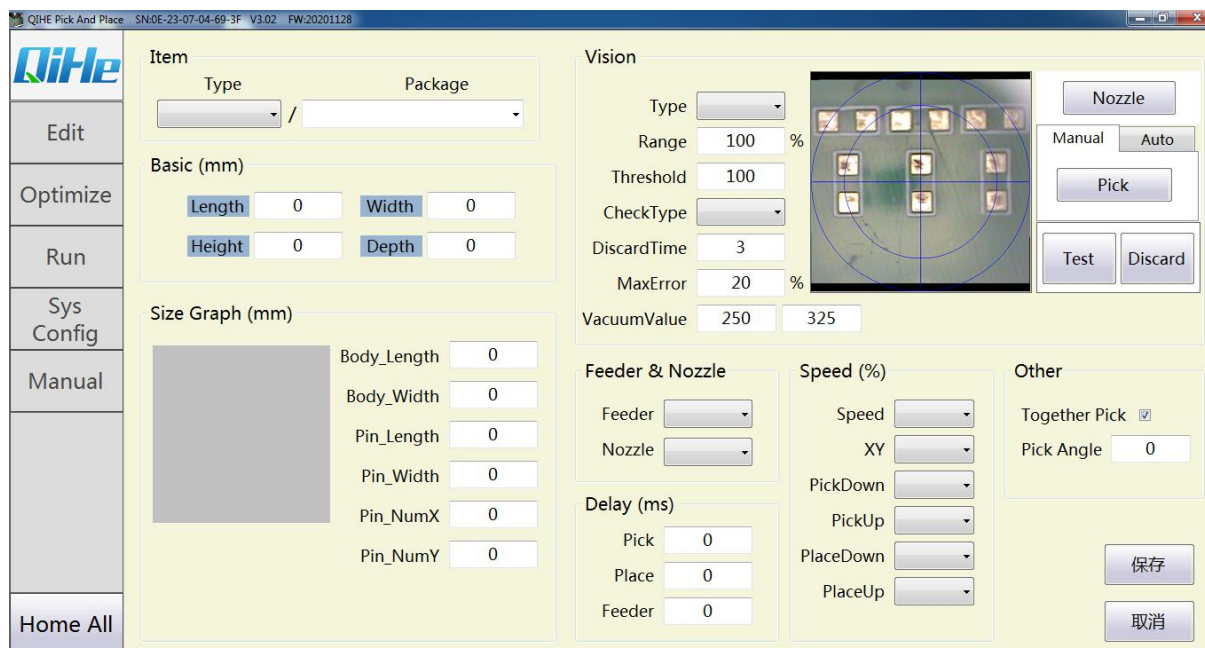 QIHE Pick And Place SN:0E-23-07-04-69-3F V3.02 FW:20201128
QiHe
Edit
Optimize
Run
Sys
Config
Manual
Home All
Item
Type
Package
/
Basic (mm)
Length 0 Width 0
Height 0 Depth 0
Size Graph (mm)
Body_Length 0
Body_Width 0
Pin_Length 0
Pin_Width 0
Pin_NumX 0
Pin_NumY 0
Vision
Type
Range 100 %
Threshold 100
CheckType
DiscardTime 3
MaxError 20 %
VacuumValue 250 325
Nozzle
Manual Auto
Pick
Test Discard
Feeder & Nozzle
Feeder
Nozzle
Delay (ms)
Pick 0
Place 0
Feeder 0
Speed (%)
Speed
XY
PickDown
PickUp
PlaceDown
PlaceUp
Other
Together Pick
Pick Angle 0
保存
取消